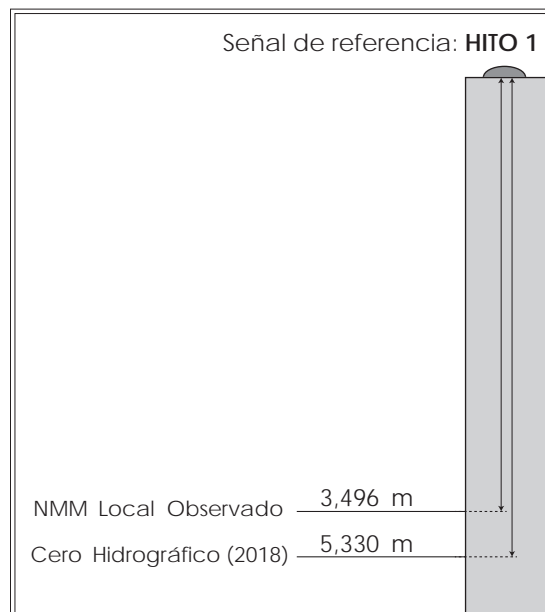 Señal de referencia: HITO 1
NMM Local Observado 3,496 m
Cero Hidrográfico (2018) 5,330 m